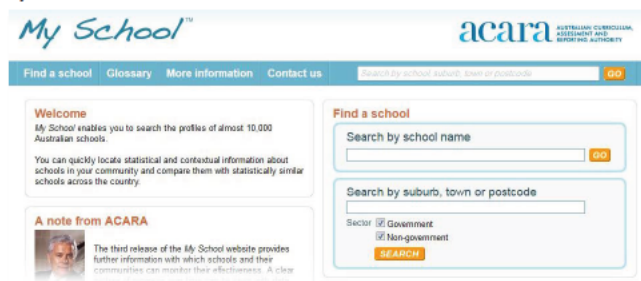 My School™
acara AUSTRALIAN CURRICULUM,
ASSESSMENT AND
REPORTING AUTHORITY
Find a school Glossary More information Contact us
Search by school, suburb, town or postcode GO
Welcome
My School enables you to search the profiles of almost 10,000
Australian schools.
You can quickly locate statistical and contextual information about
schools in your community and compare them with statistically similar
schools across the country.
A note from ACARA
The third release of the My School website provides
further information with which schools and their
communities can monitor their effectiveness. A clear
Find a school
Search by school name
GO
Search by suburb, town or postcode
Sector Government
Non-government
SEARCH